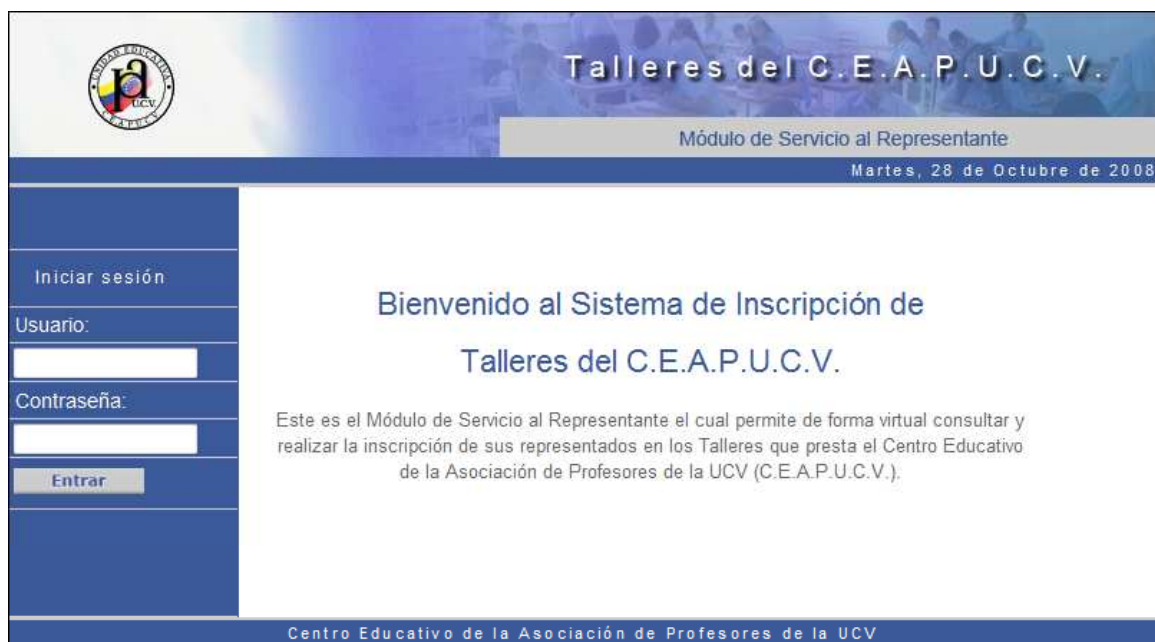 UNIDAD EDUCATIVA
UCV.
C.E.A.P.U.C.V.
Talleres del C.E.A.P.U.C.V.
Módulo de Servicio al Representante
Martes, 28 de Octubre de 2008
Iniciar sesión
Usuario:
Contraseña:
Entrar
Bienvenido al Sistema de Inscripción de
Talleres del C.E.A.P.U.C.V.
Este es el Módulo de Servicio al Representante el cual permite de forma virtual consultar y
realizar la inscripción de sus representados en los Talleres que presta el Centro Educativo
de la Asociación de Profesores de la UCV (C.E.A.P.U.C.V.).
Centro Educativo de la Asociación de Profesores de la UCV